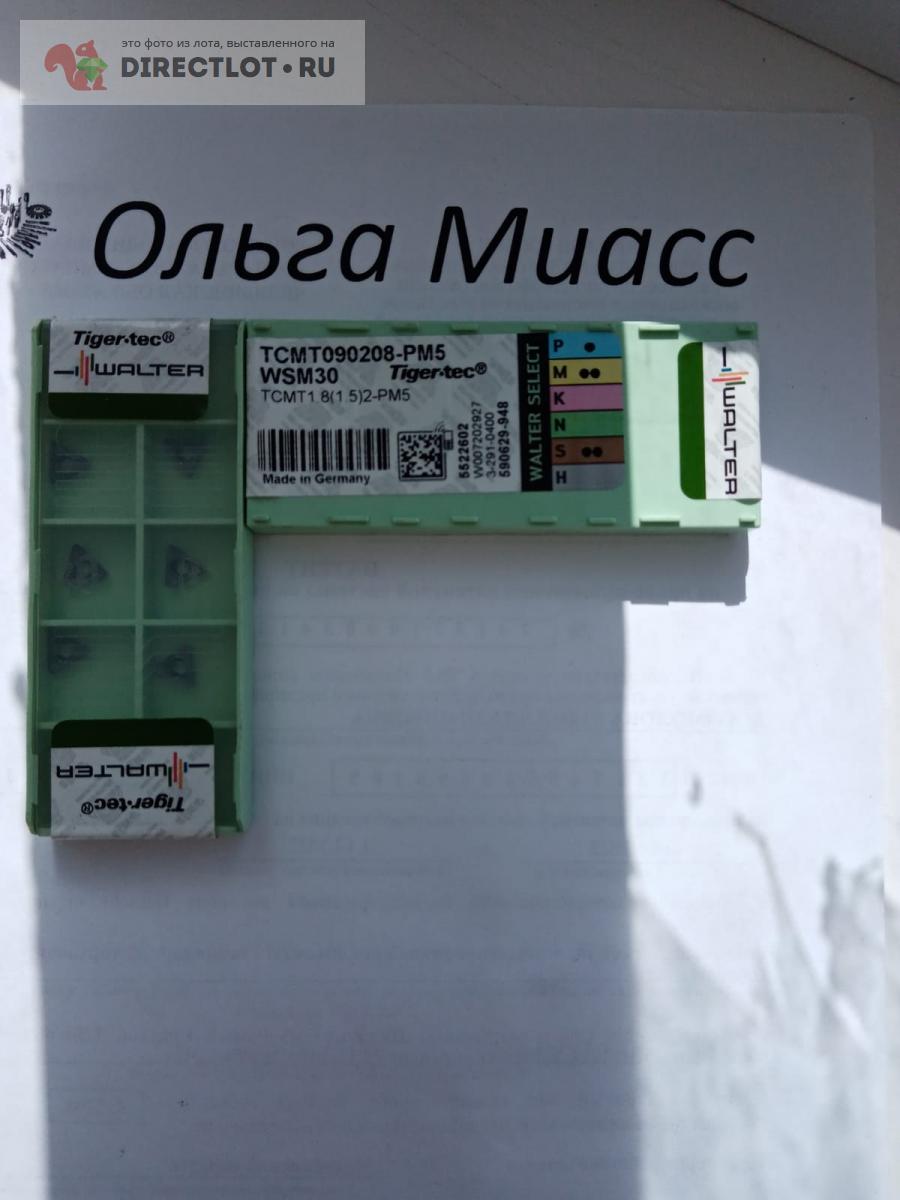 это фото из лота, выставленного на
DIRECTLOT•RU
Ольга Миасс
Tiger·tec®
WALTER
TCMT090208-PM5
WSM30 Tiger·tec®
TCMT1.8(1.5)2-PM5
Made in Germany
5522602
W007202927
3-291-0400
590629-948
WALTER SELECT
P
M
K
N
S
H
WALTER
WALTER
Tiger·tec®